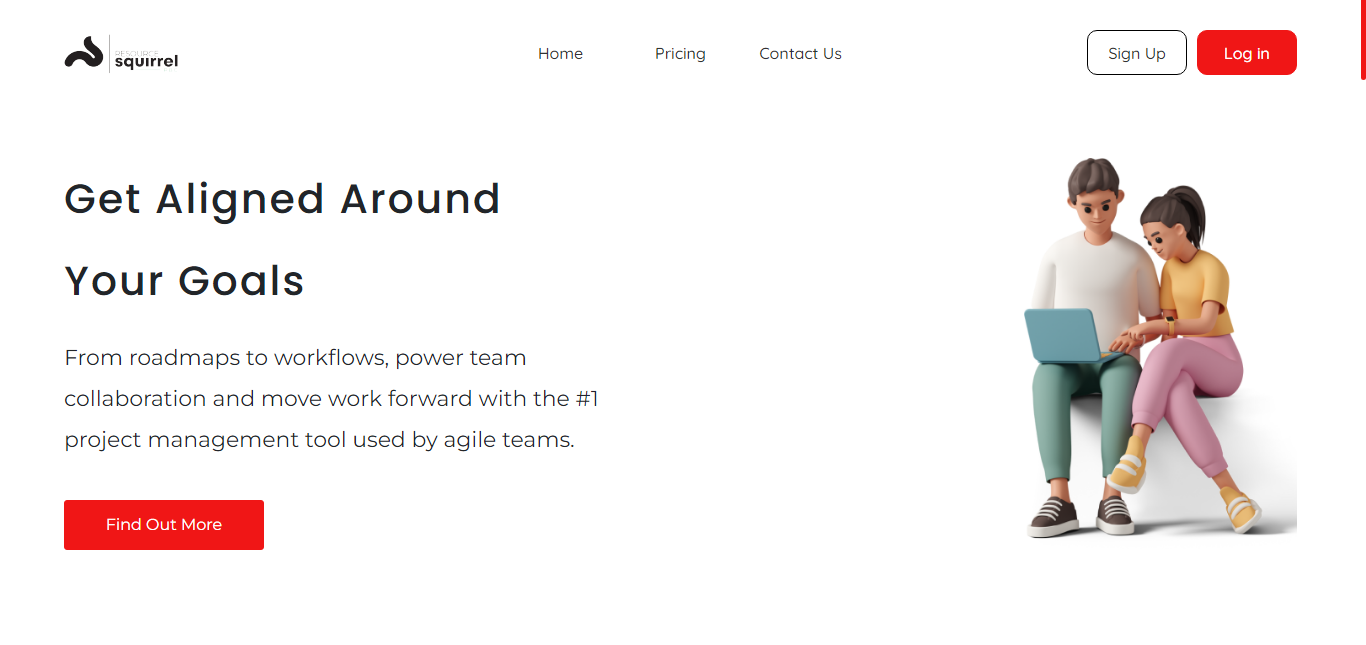 RESOURCE
squirrel
Home
Pricing
Contact Us
Sign Up
Log in
Get Aligned Around
Your Goals
From roadmaps to workflows, power team
collaboration and move work forward with the #1
project management tool used by agile teams.
Find Out More